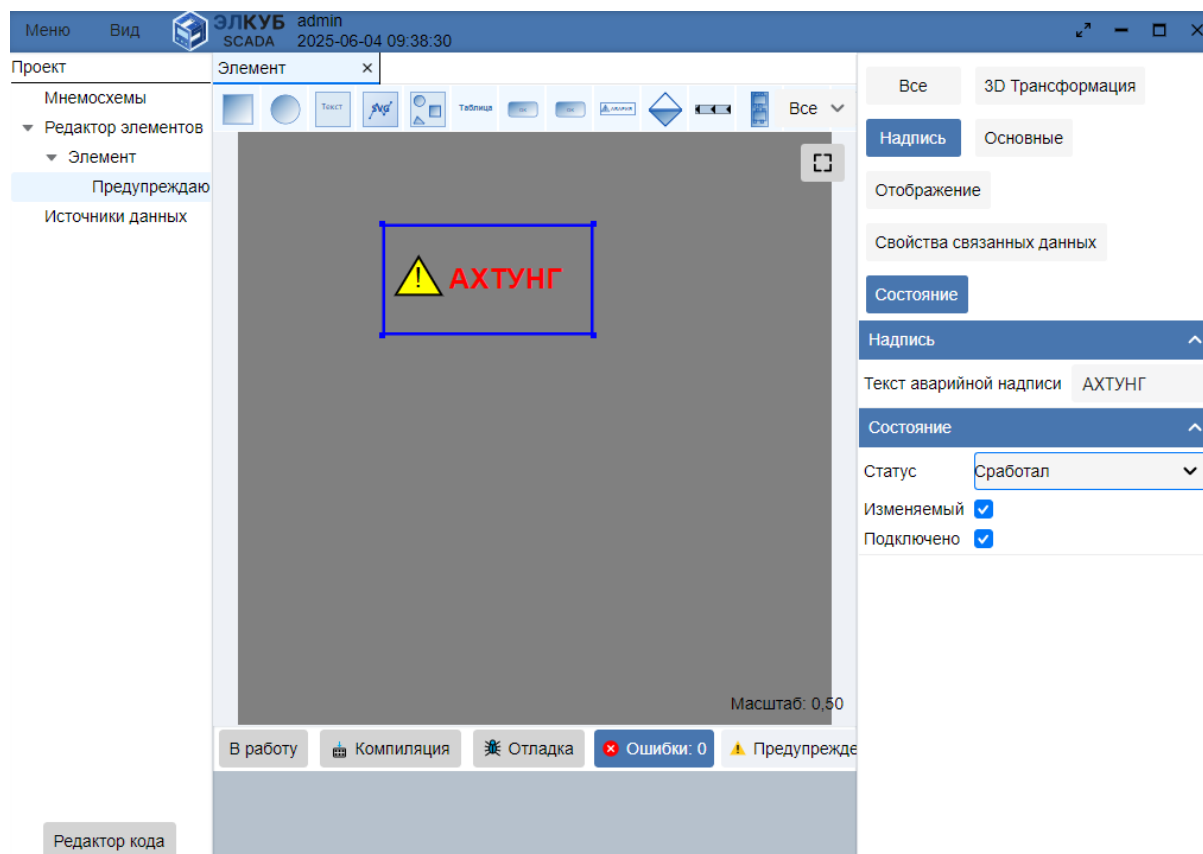 Меню Вид ЭЛКУБ SCADA admin
2025-06-04 09:38:30
Проект
Мнемосхемы
Редактор элементов
Элемент
Предупреждаю
Источники данных
Редактор кода
Элемент ×
Текст svg Таблица Все
! АХТУНГ
Масштаб: 0,50
В работу Компиляция Отладка Ошибки: 0 Предупрежде
Все 3D Трансформация
Надпись Основные
Отображение
Свойства связанных данных
Состояние
Надпись
Текст аварийной надписи АХТУНГ
Состояние
Статус Сработал
Изменяемый
Подключено